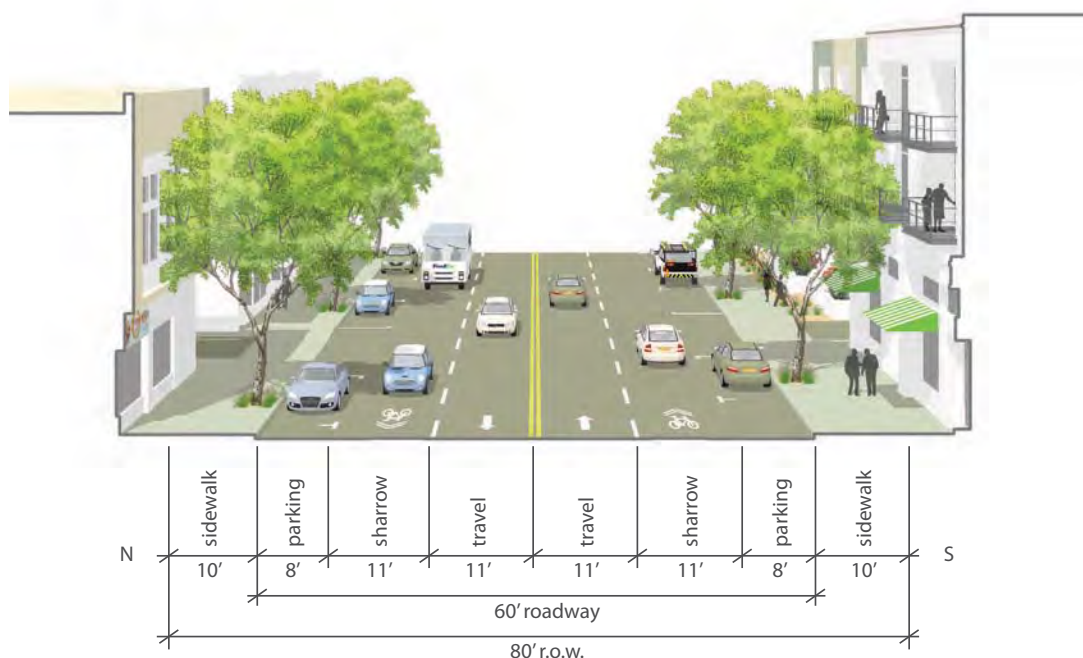 sidewalk
parking
sharrow
travel
travel
sharrow
parking
sidewalk
N
S
10’
8’
11’
11’
11’
11’
8’
10’
60’ roadway
80’ r.o.w.